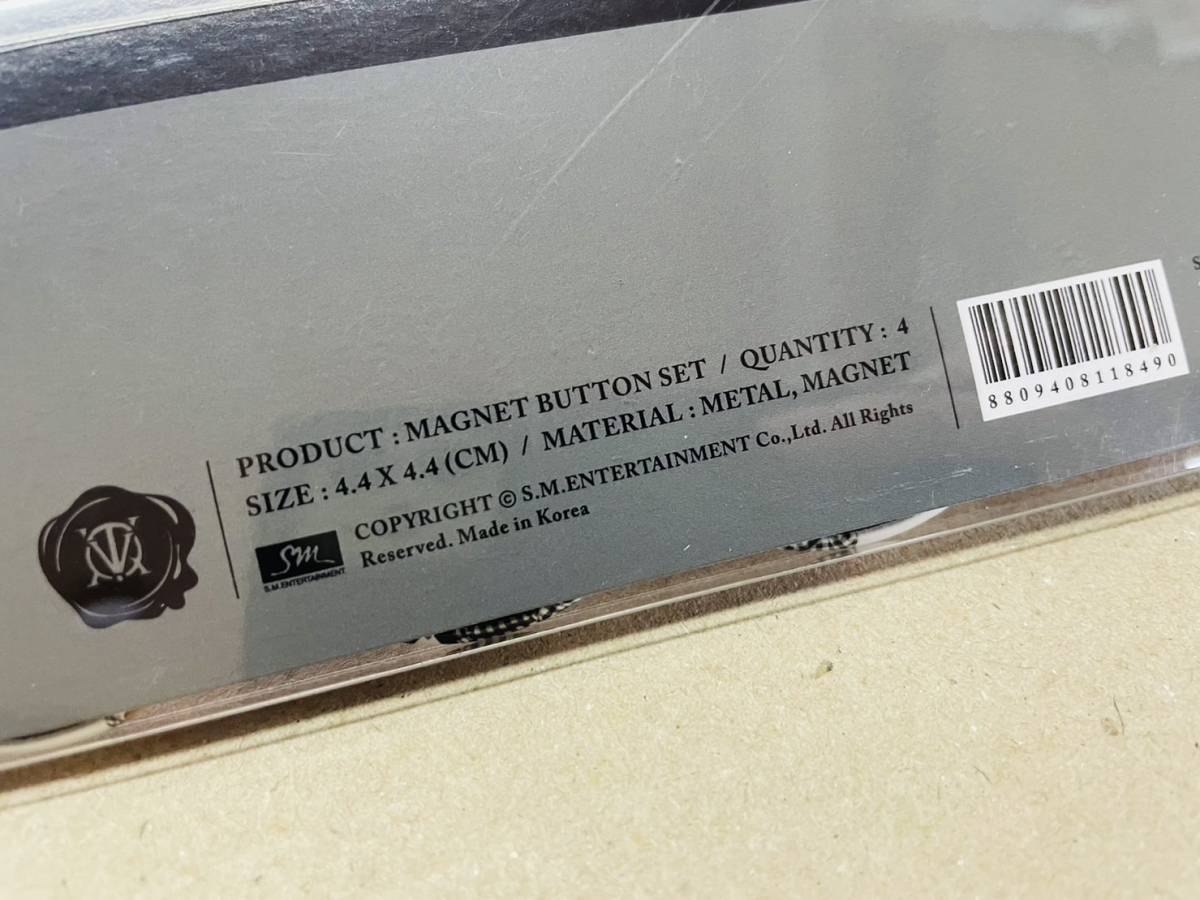 PRODUCT : MAGNET BUTTON SET / QUANTITY : 4
SIZE : 4.4 X 4.4 (CM) / MATERIAL : METAL, MAGNET
SM
S.M.ENTERTAINMENT
COPYRIGHT © S.M.ENTERTAINMENT Co.,Ltd. All Rights
Reserved. Made in Korea
8809408118490